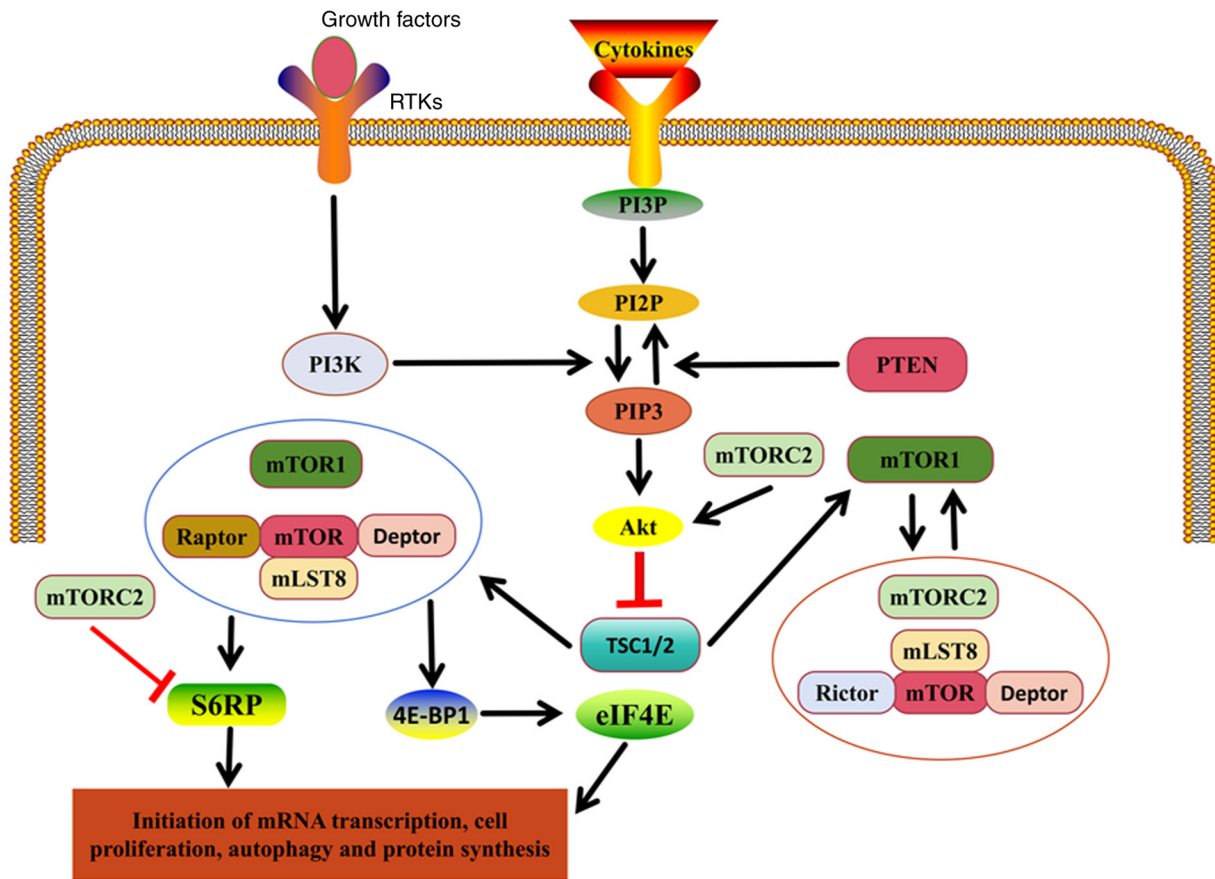 Growth factors
Cytokines
RTKs
PI3P
PI2P
PI3K
PTEN
PIP3
mTOR1
mTORC2
mTOR1
Raptor
mTOR
Deptor
Akt
mLST8
mTORC2
mTORC2
TSC1/2
mLST8
S6RP
4E-BP1
eIF4E
Rictor
mTOR
Deptor
Initiation of mRNA transcription, cell
proliferation, autophagy and protein synthesis